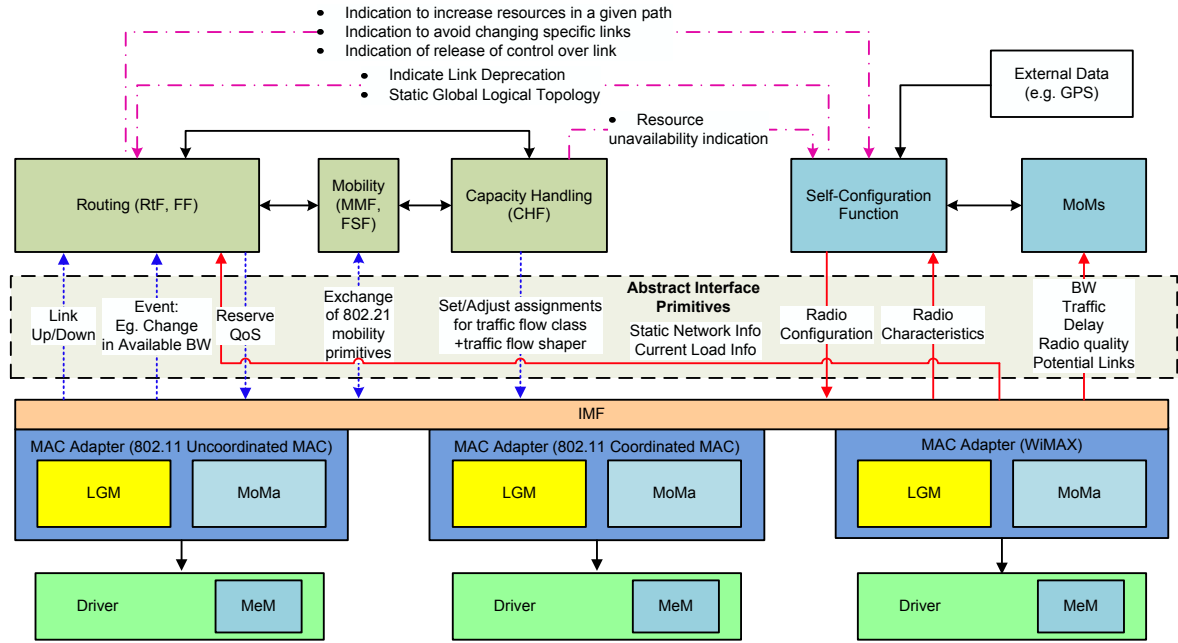 • Indication to increase resources in a given path
• Indication to avoid changing specific links
• Indication of release of control over link
• Indicate Link Deprecation
• Static Global Logical Topology
• Resource
unavailability indication
External Data
(e.g. GPS)
Routing (RtF, FF)
Mobility
(MMF,
FSF)
Capacity Handling
(CHF)
Self-Configuration
Function
MoMs
Link
Up/Down
Event:
Eg. Change
in Available BW
Reserve
QoS
Exchange
of 802.21
mobility
primitives
Set/Adjust assignments
for traffic flow class
+traffic flow shaper
Abstract Interface
Primitives
Static Network Info
Current Load Info
Radio
Configuration
Radio
Characteristics
BW
Traffic
Delay
Radio quality
Potential Links
IMF
MAC Adapter (802.11 Uncoordinated MAC)
LGM
MoMa
MAC Adapter (802.11 Coordinated MAC)
LGM
MoMa
MAC Adapter (WiMAX)
LGM
MoMa
Driver
MeM
Driver
MeM
Driver
MeM